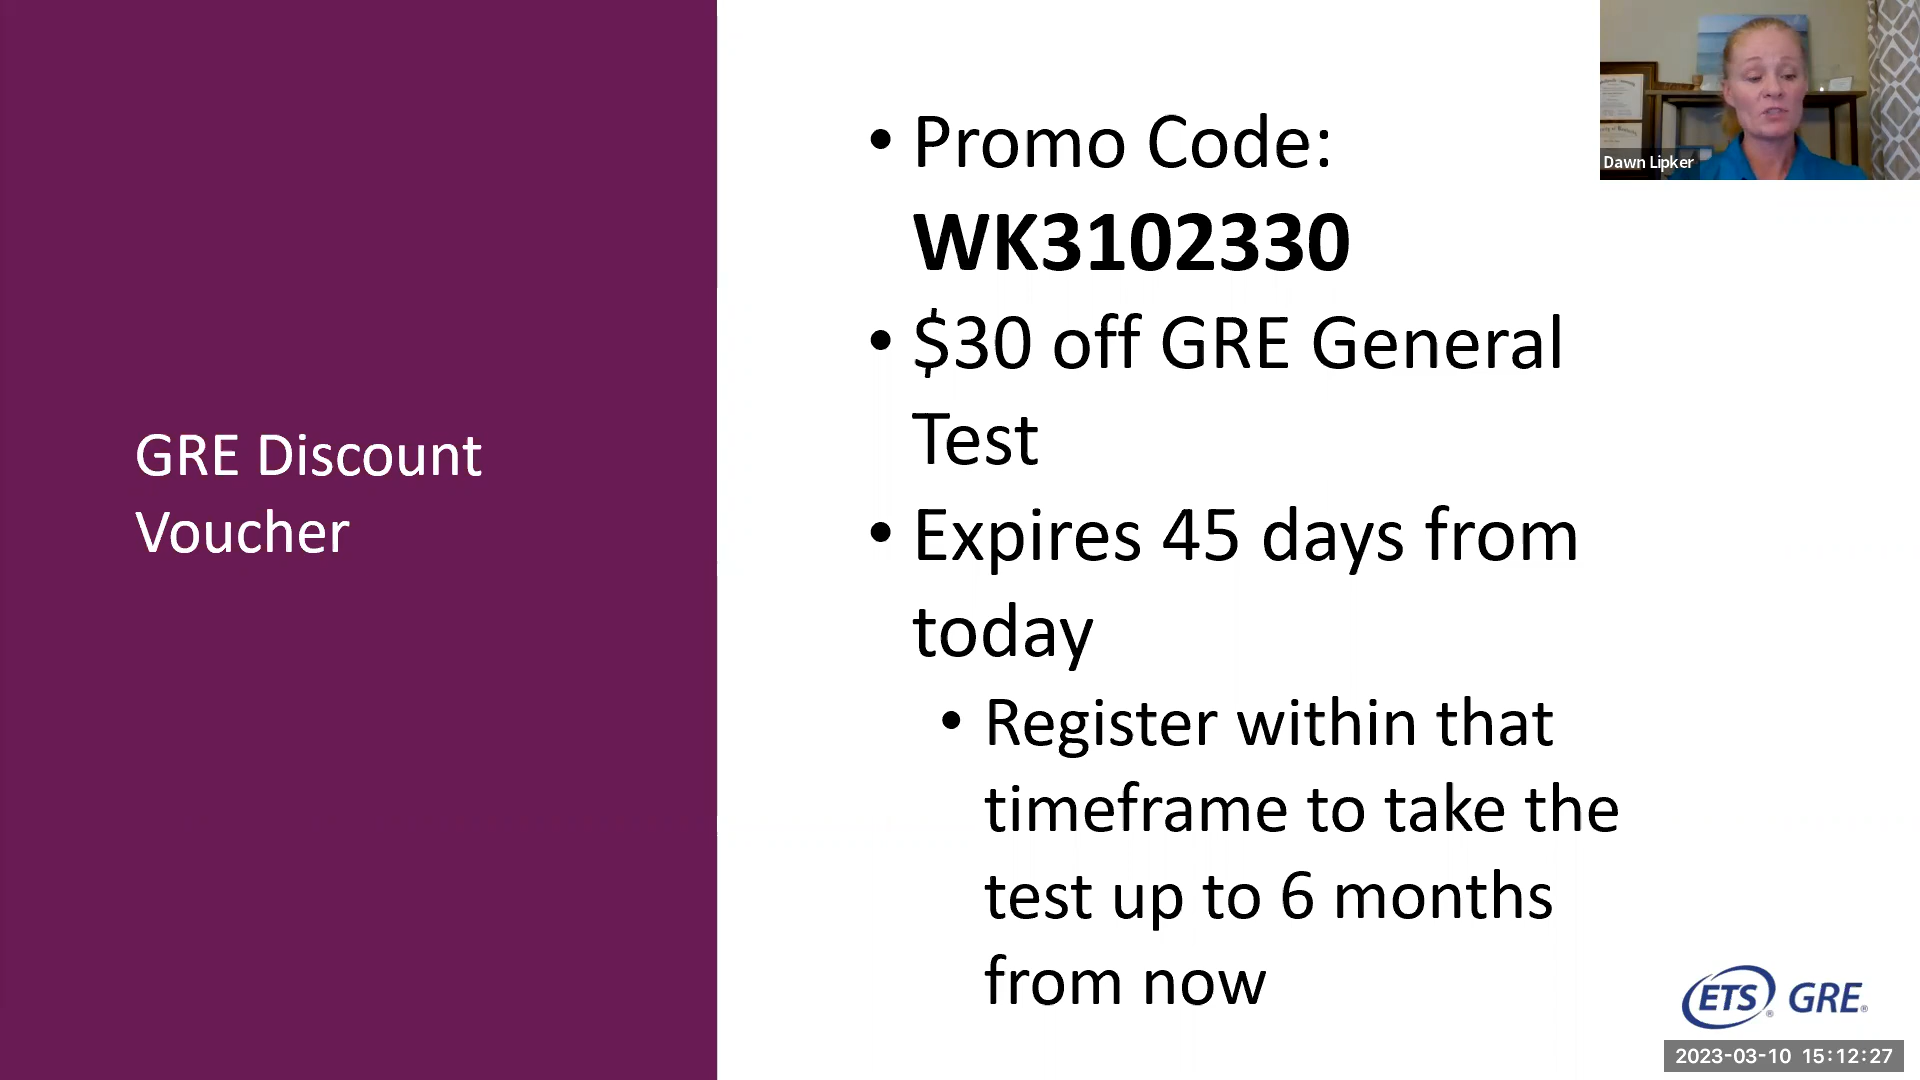 GRE Discount
Voucher
• Promo Code:
WK3102330
• $30 off GRE General
Test
• Expires 45 days from
today
• Register within that
timeframe to take the
test up to 6 months
from now
Dawn Lipker
ETS® GRE®
2023-03-10 15:12:27